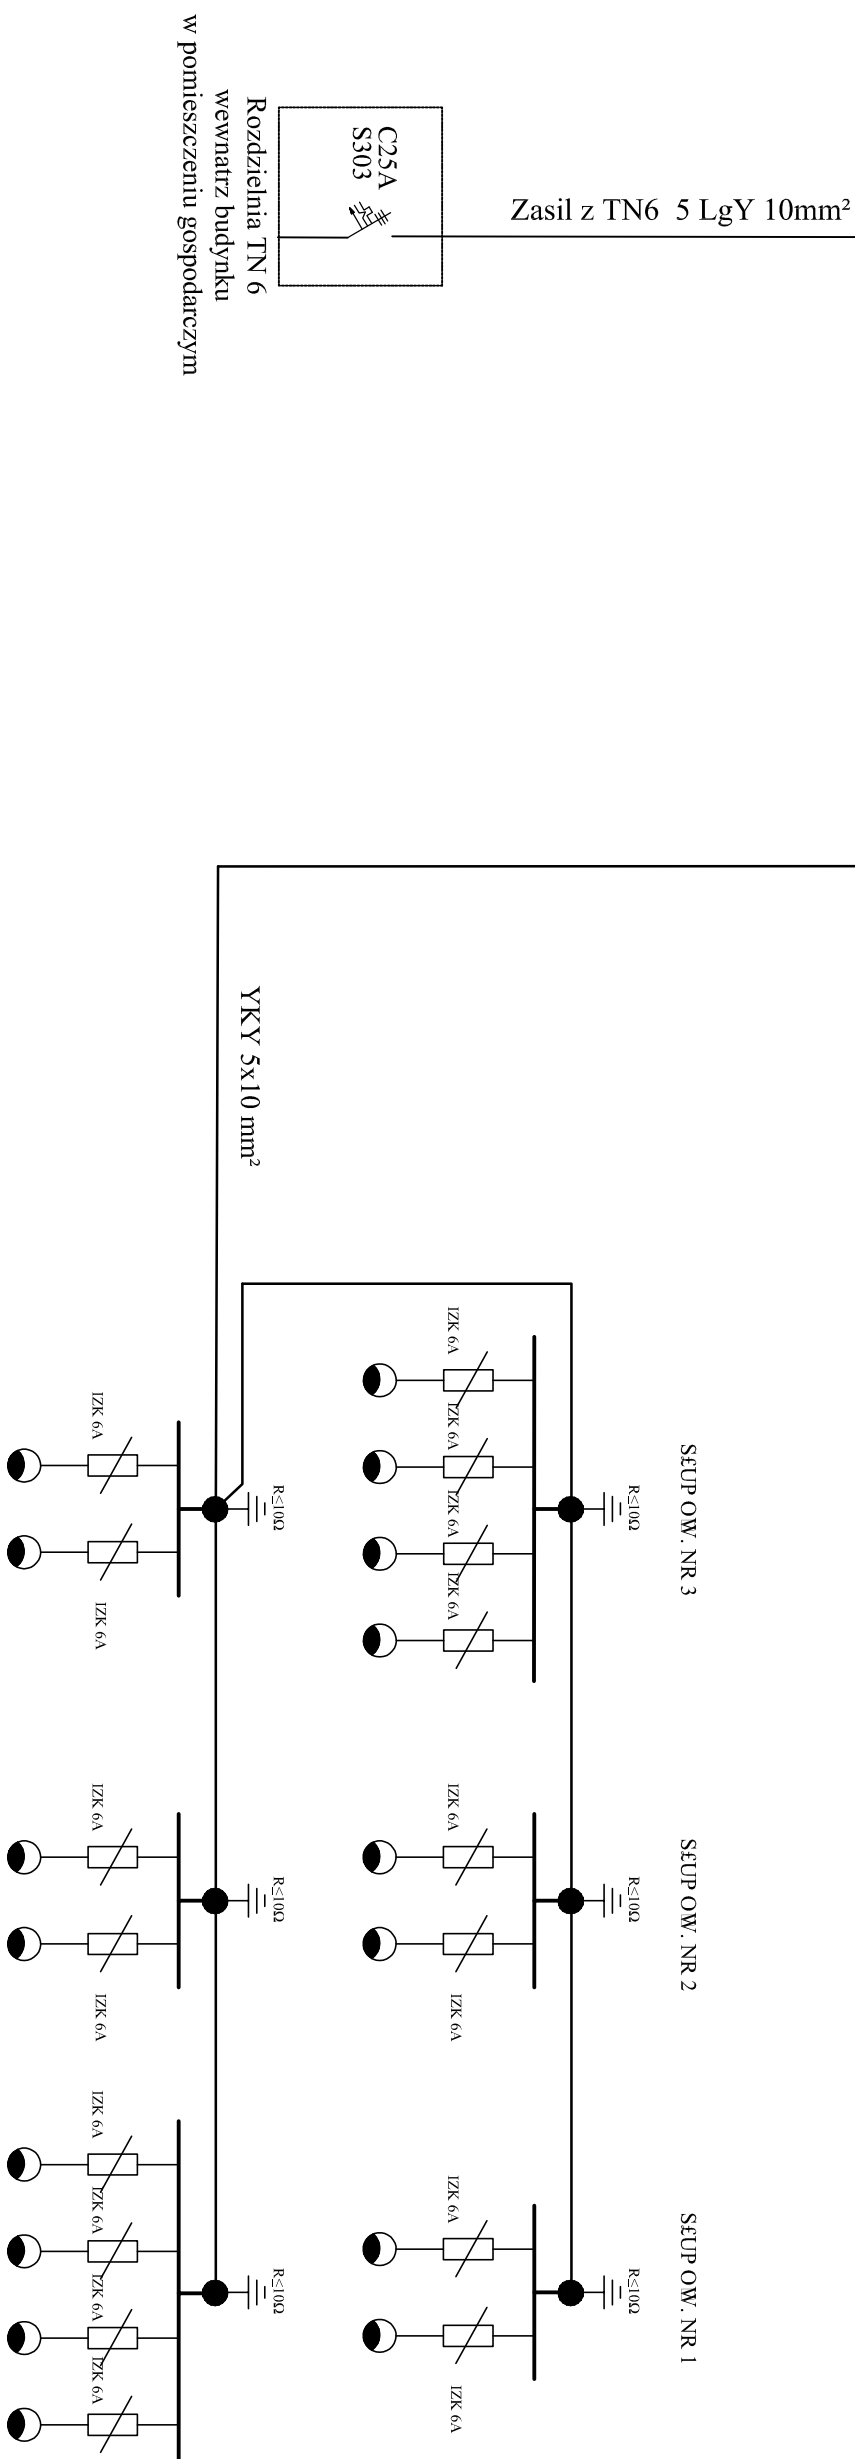 Zasil z TN6 5 LgY 10mm²
C25A
S303
Rozdzielnia TN 6
wewnatrz budynku
w pomieszczeniu gospodarczym
YKY 5x10 mm²
S£UP OW. NR 3
R≤10Ω
IZK 6A
IZK 6A
IZK 6A
IZK 6A
R≤10Ω
IZK 6A
IZK 6A
S£UP OW. NR 2
R≤10Ω
IZK 6A
IZK 6A
R≤10Ω
IZK 6A
IZK 6A
S£UP OW. NR 1
R≤10Ω
IZK 6A
IZK 6A
R≤10Ω
IZK 6A
IZK 6A
IZK 6A
IZK 6A